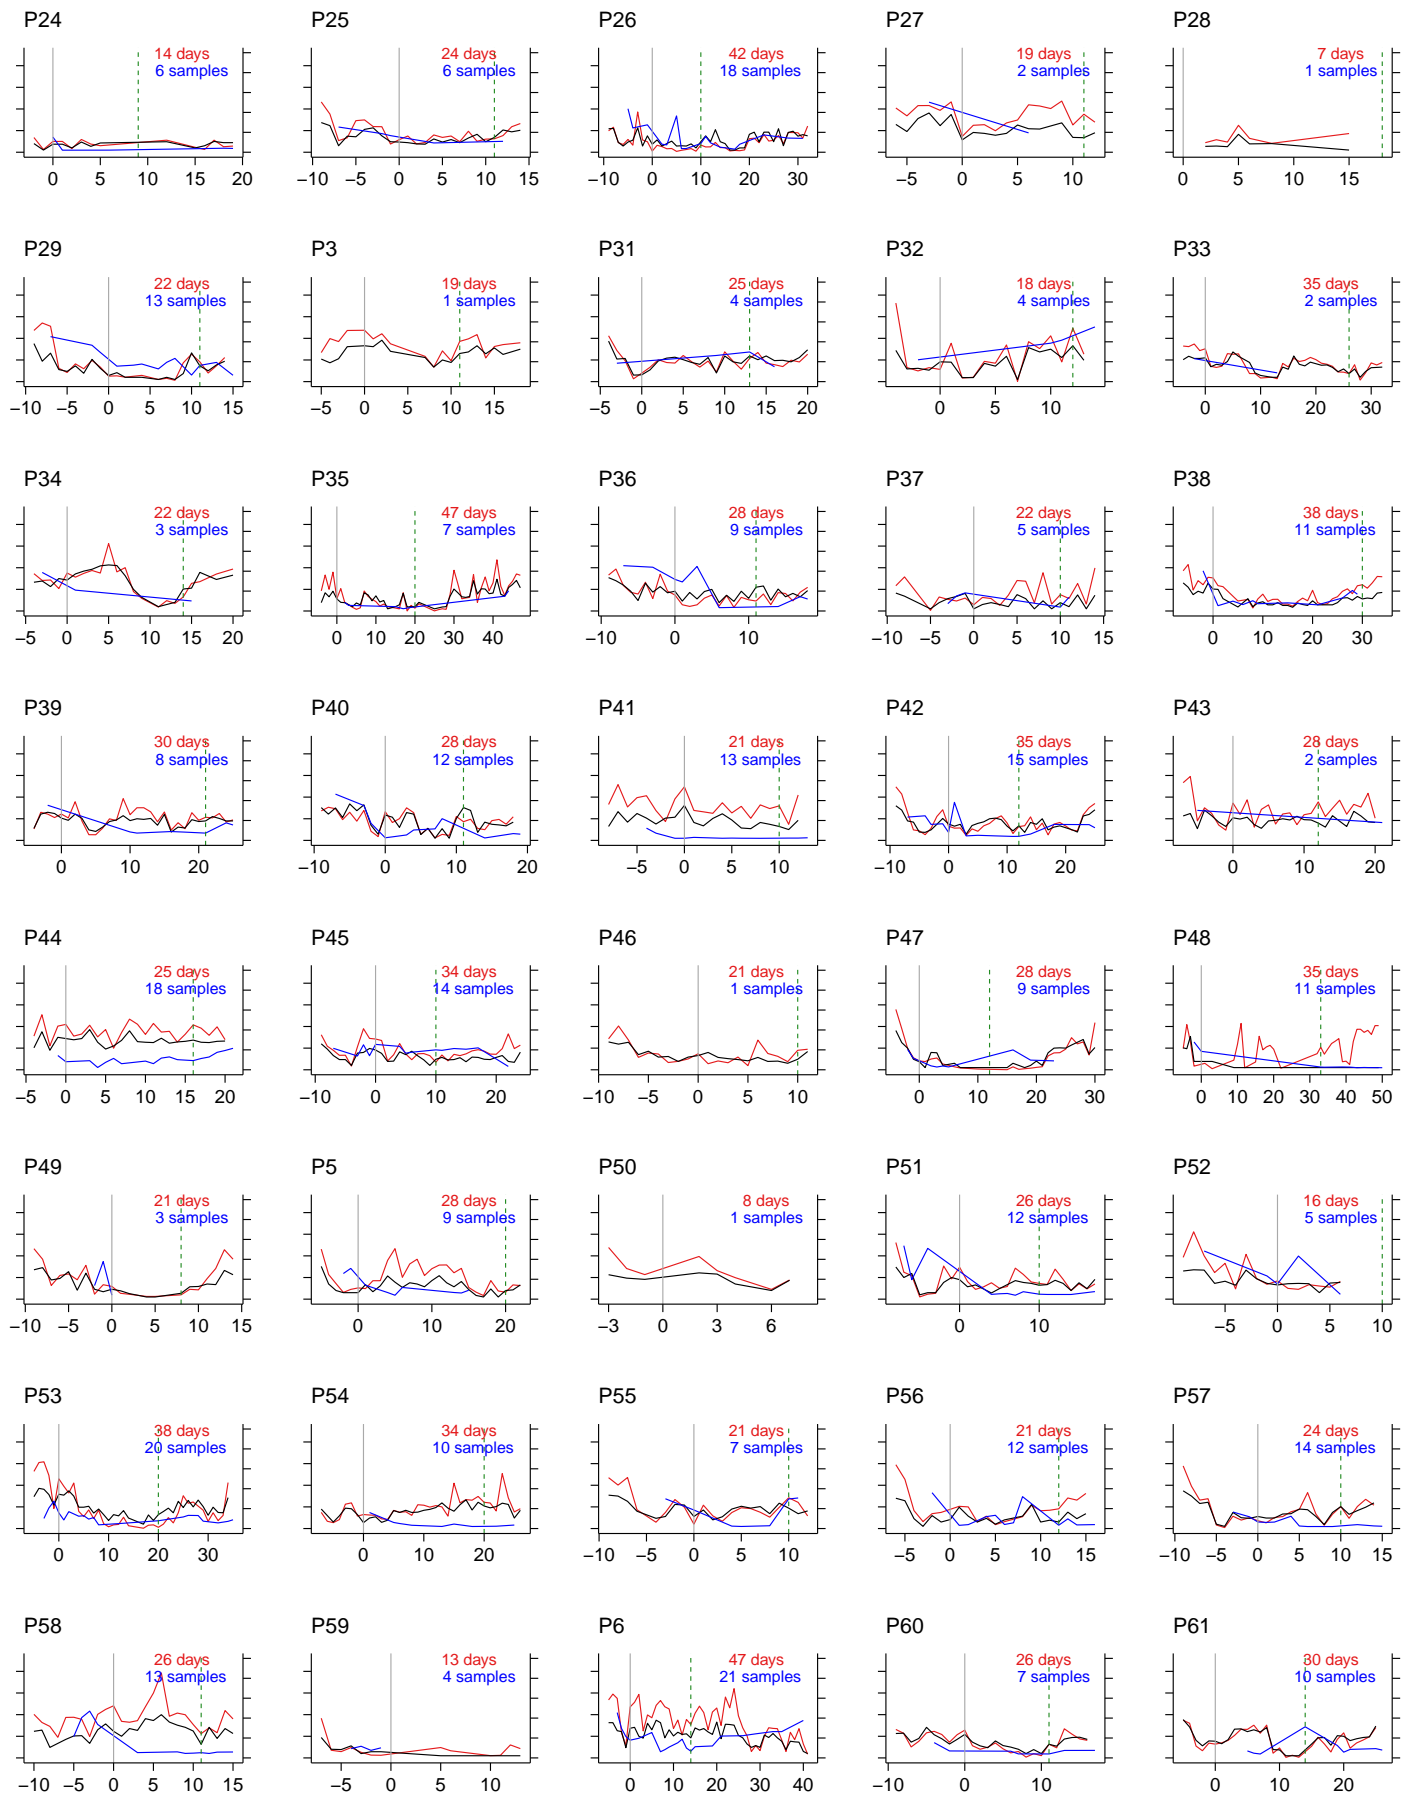 P24 P25 P26 P27 P28
14 days 24 days 42 days 19 days 7 days
6 samples 6 samples 18 samples 2 samples 1 samples
0 5 10 15 20 −10 −5 0 5 10 15 −10 0 10 20 30 −5 0 5 10 0 5 10 15
P29 P3 P31 P32 P33
22 days 19 days 25 days 18 days 35 days
13 samples 1 samples 4 samples 4 samples 2 samples
−10 −5 0 5 10 15 −5 0 5 10 15 −5 0 5 10 15 20 0 5 10 0 10 20 30
P34 P35 P36 P37 P38
22 days 47 days 28 days 22 days 38 days
3 samples 7 samples 9 samples 5 samples 11 samples
−5 0 5 10 15 20 0 10 20 30 40 −10 0 10 −10 −5 0 5 10 15 0 10 20 30
P39 P40 P41 P42 P43
30 days 28 days 21 days 35 days 28 days
8 samples 12 samples 13 samples 15 samples 2 samples
0 10 20 −10 0 10 20 −5 0 5 10 −10 0 10 20 0 10 20
P44 P45 P46 P47 P48
25 days 34 days 21 days 28 days 35 days
18 samples 14 samples 1 samples 9 samples 11 samples
−5 0 5 10 15 20 −10 0 10 20 −10 −5 0 5 10 0 10 20 30 0 10 20 30 40 50
P49 P5 P50 P51 P52
21 days 28 days 8 days 26 days 16 days
3 samples 9 samples 1 samples 12 samples 5 samples
−10 −5 0 5 10 15 0 10 20 −3 0 3 6 0 10 −5 0 5 10
P53 P54 P55 P56 P57
38 days 34 days 21 days 21 days 24 days
20 samples 10 samples 7 samples 12 samples 14 samples
0 10 20 30 0 10 20 −10 −5 0 5 10 −5 0 5 10 15 −10 −5 0 5 10 15
P58 P59 P6 P60 P61
26 days 13 days 47 days 26 days 30 days
13 samples 4 samples 21 samples 7 samples 10 samples
−10 −5 0 5 10 15 −5 0 5 10 0 10 20 30 40 −10 0 10 0 10 20